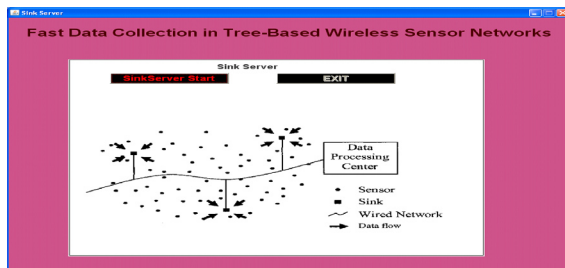 Sink Server
Fast Data Collection in Tree-Based Wireless Sensor Networks
Sink Server
SinkServer Start
EXIT
Data
Processing
Center
Sensor
Sink
Wired Network
Data flow